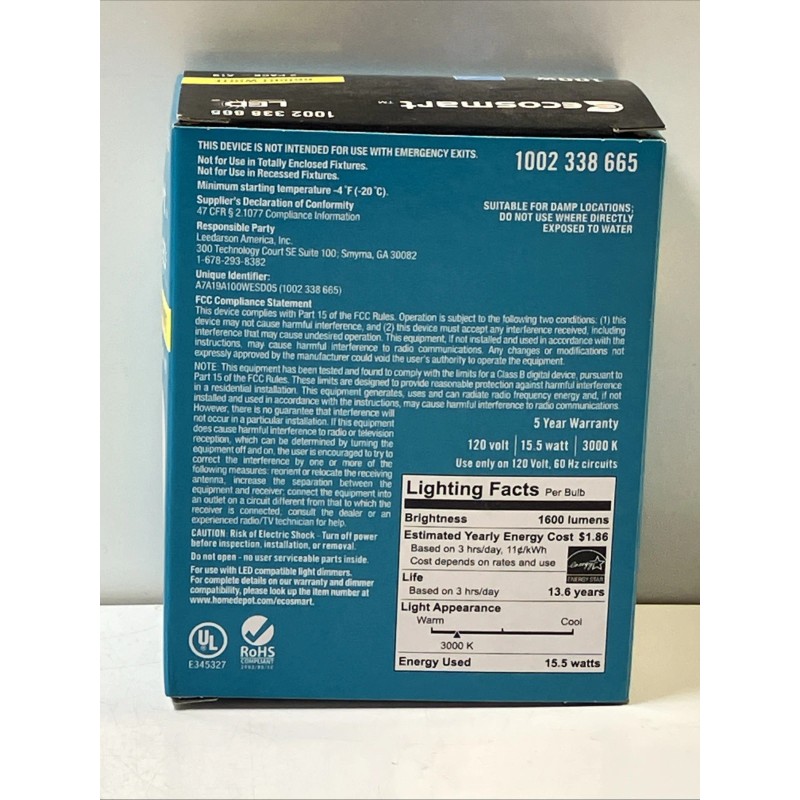 100W
2 PACK - A19
BRIGHT WHITE
ecosmart™
LED
1002 338 665
THIS DEVICE IS NOT INTENDED FOR USE WITH EMERGENCY EXITS.
Not for Use in Totally Enclosed Fixtures.
Not for Use in Recessed Fixtures.
Minimum starting temperature -4 °F (-20 °C).
Supplier's Declaration of Conformity
47 CFR § 2.1077 Compliance Information
Responsible Party
Leedarson America, Inc.
300 Technology Court SE Suite 100; Smyrna, GA 30082
1-678-293-8382
Unique Identifier:
A7A19A100WESD05 (1002 338 665)
1002 338 665
SUITABLE FOR DAMP LOCATIONS;
DO NOT USE WHERE DIRECTLY
EXPOSED TO WATER
FCC Compliance Statement
This device complies with Part 15 of the FCC Rules. Operation is subject to the following two conditions, (1) this
device may not cause harmful interference, and (2) this device must accept any interference received, including
interference that may cause undesired operation. This equipment, if not installed and used in accordance with the
instructions, may cause harmful interference to radio communications. Any changes or modifications not
expressly approved by the manufacturer could void the user's authority to operate the equipment.
NOTE: This equipment has been tested and found to comply with the limits for a Class B digital device, pursuant to
Part 15 of the FCC Rules. These limits are designed to provide reasonable protection against harmful interference
in a residential installation. This equipment generates, uses and can radiate radio frequency energy and, if not
installed and used in accordance with the instructions, may cause harmful interference to radio communications.
However, there is no guarantee that interference will
not occur in a particular installation. If this equipment
does cause harmful interference to radio or television
reception, which can be determined by turning the
equipment off and on, the user is encouraged to try to
correct the interference by one or more of the
following measures: reorient or relocate the receiving
antenna, increase the separation between the
equipment and receiver; connect the equipment into
an outlet on a circuit different from that to which the
receiver is connected, consult the dealer or an
experienced radio/TV technician for help.
CAUTION: Risk of Electric Shock - Turn off power
before inspection, installation, or removal.
Do not open - no user serviceable parts inside.
For use with LED compatible light dimmers.
For complete details on our warranty and dimmer
compatibility, please look up the item number at
www.homedepot.com/ecosmart.
UL
E345327
RoHS
COMPLIANT
2002/95/EC
5 Year Warranty
120 volt | 15.5 watt | 3000 K
Use only on 120 Volt, 60 Hz circuits
Lighting Facts Per Bulb
Brightness 1600 lumens
Estimated Yearly Energy Cost $1.86
Based on 3 hrs/day, 11¢/kWh
Cost depends on rates and use
energy
ENERGY STAR
Life
Based on 3 hrs/day 13.6 years
Light Appearance
Warm Cool
3000 K
Energy Used 15.5 watts